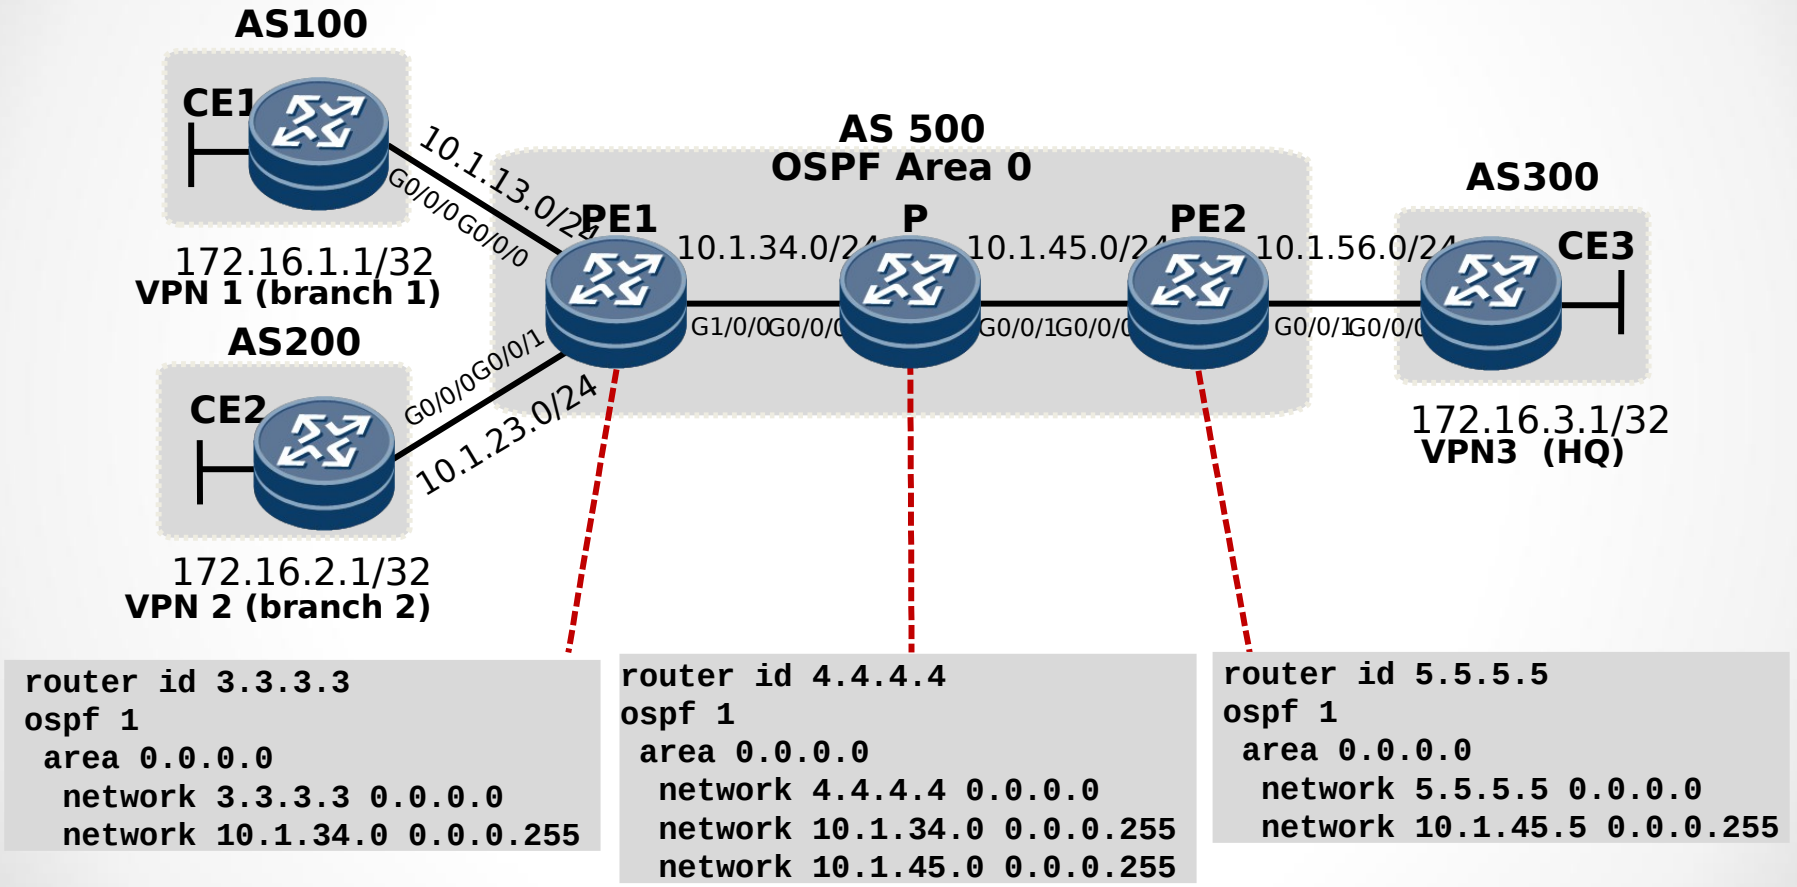 AS100
CE1
10.1.13.0/24
G0/0/0
G0/0/0
172.16.1.1/32
VPN 1 (branch 1)
AS200
CE2
G0/0/0
G0/0/1
10.1.23.0/24
172.16.2.1/32
VPN 2 (branch 2)
AS 500
OSPF Area 0
PE1
P
PE2
10.1.34.0/24
10.1.45.0/24
10.1.56.0/24
G1/0/0
G0/0/0
G0/0/1
G0/0/0
G0/0/1
G0/0/0
AS300
CE3
172.16.3.1/32
VPN3 (HQ)
router id 3.3.3.3
ospf 1
area 0.0.0.0
network 3.3.3.3 0.0.0.0
network 10.1.34.0 0.0.0.255
router id 4.4.4.4
ospf 1
area 0.0.0.0
network 4.4.4.4 0.0.0.0
network 10.1.34.0 0.0.0.255
network 10.1.45.0 0.0.0.255
router id 5.5.5.5
ospf 1
area 0.0.0.0
network 5.5.5.5 0.0.0.0
network 10.1.45.5 0.0.0.255